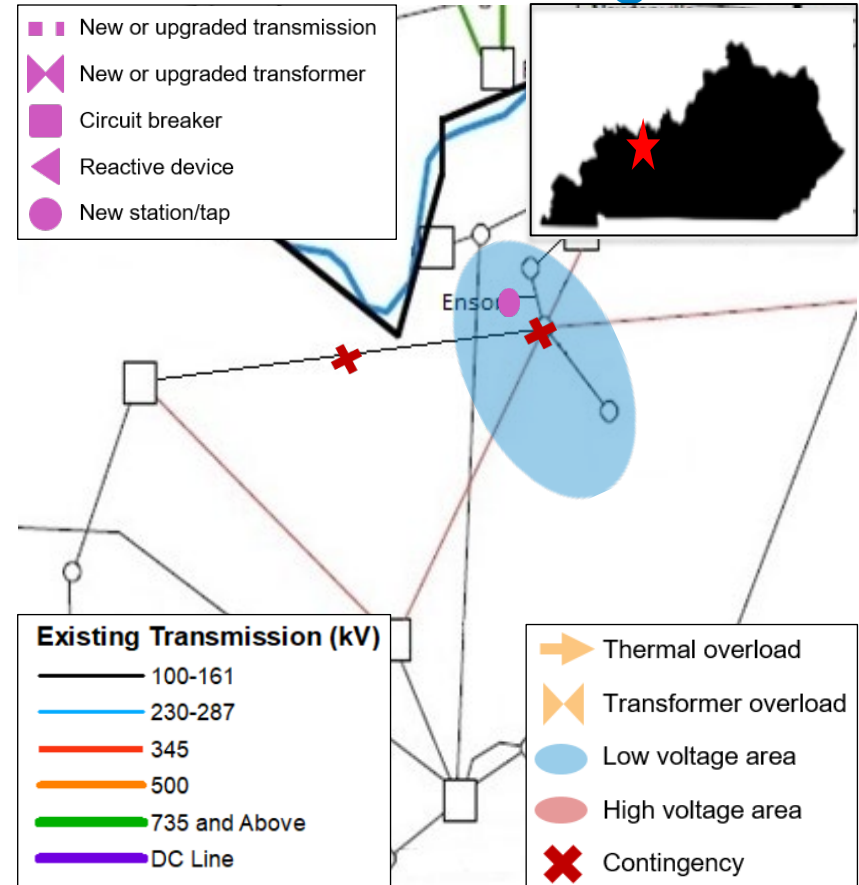 New or upgraded transmission
New or upgraded transformer
Circuit breaker
Reactive device
New station/tap
Existing Transmission (kV)
100-161
230-287
345
500
735 and Above
DC Line
Thermal overload
Transformer overload
Low voltage area
High voltage area
Contingency